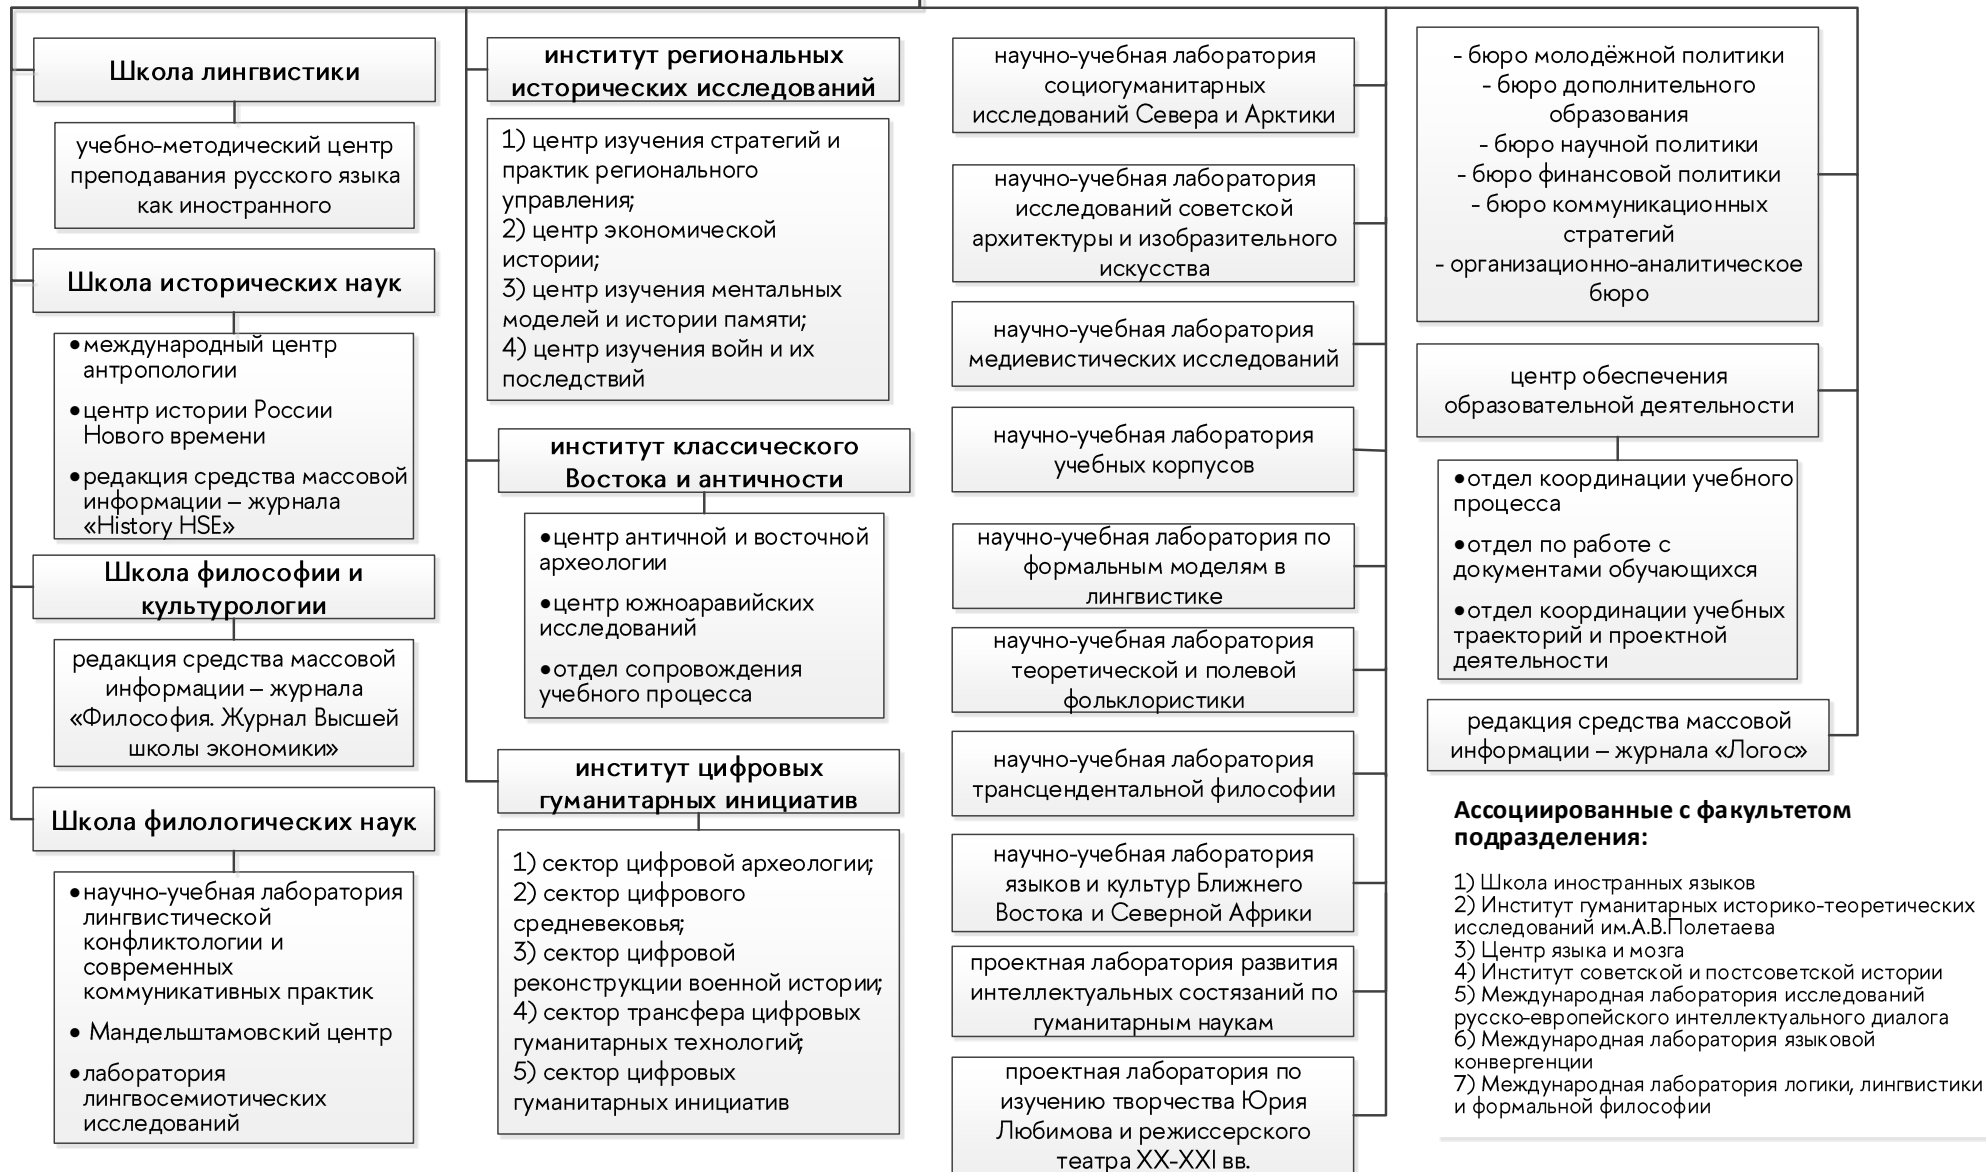 Школа лингвистики
учебно-методический центр
преподавания русского языка
как иностранного
Школа исторических наук
•международный центр
антропологии
•центр истории России
Нового времени
•редакция средства массовой
информации – журнала
«History HSE»
Школа философии и
культурологии
редакция средства массовой
информации – журнала
«Философия. Журнал Высшей
школы экономики»
Школа филологических наук
•научно-учебная лаборатория
лингвистической
конфликтологии и
современных
коммуникативных практик
• Мандельштамовский центр
•лаборатория
лингвосемиотических
исследований
институт региональных
исторических исследований
1) центр изучения стратегий и
практик регионального
управления;
2) центр экономической
истории;
3) центр изучения ментальных
моделей и истории памяти;
4) центр изучения войн и их
последствий
институт классического
Востока и античности
•центр античной и восточной
археологии
•центр южноаравийских
исследований
•отдел сопровождения
учебного процесса
институт цифровых
гуманитарных инициатив
1) сектор цифровой археологии;
2) сектор цифрового
средневековья;
3) сектор цифровой
реконструкции военной истории;
4) сектор трансфера цифровых
гуманитарных технологий;
5) сектор цифровых
гуманитарных инициатив
научно-учебная лаборатория
социогуманитарных
исследований Севера и Арктики
научно-учебная лаборатория
исследований советской
архитектуры и изобразительного
искусства
научно-учебная лаборатория
медиевистических исследований
научно-учебная лаборатория
учебных корпусов
научно-учебная лаборатория по
формальным моделям в
лингвистике
научно-учебная лаборатория
теоретической и полевой
фольклористики
научно-учебная лаборатория
трансцендентальной философии
научно-учебная лаборатория
языков и культур Ближнего
Востока и Северной Африки
проектная лаборатория развития
интеллектуальных состязаний по
гуманитарным наукам
проектная лаборатория по
изучению творчества Юрия
Любимова и режиссерского
театра XX-XXI вв.
- бюро молодёжной политики
- бюро дополнительного
образования
- бюро научной политики
- бюро финансовой политики
- бюро коммуникационных
стратегий
- организационно-аналитическое
бюро
центр обеспечения
образовательной деятельности
•отдел координации учебного
процесса
•отдел по работе с
документами обучающихся
•отдел координации учебных
траекторий и проектной
деятельности
редакция средства массовой
информации – журнала «Логос»
Ассоциированные с факультетом
подразделения:
1) Школа иностранных языков
2) Институт гуманитарных историко-теоретических
исследований им.А.В.Полетаева
3) Центр языка и мозга
4) Институт советской и постсоветской истории
5) Международная лаборатория исследований
русско-европейского интеллектуального диалога
6) Международная лаборатория языковой
конвергенции
7) Международная лаборатория логики, лингвистики
и формальной философии